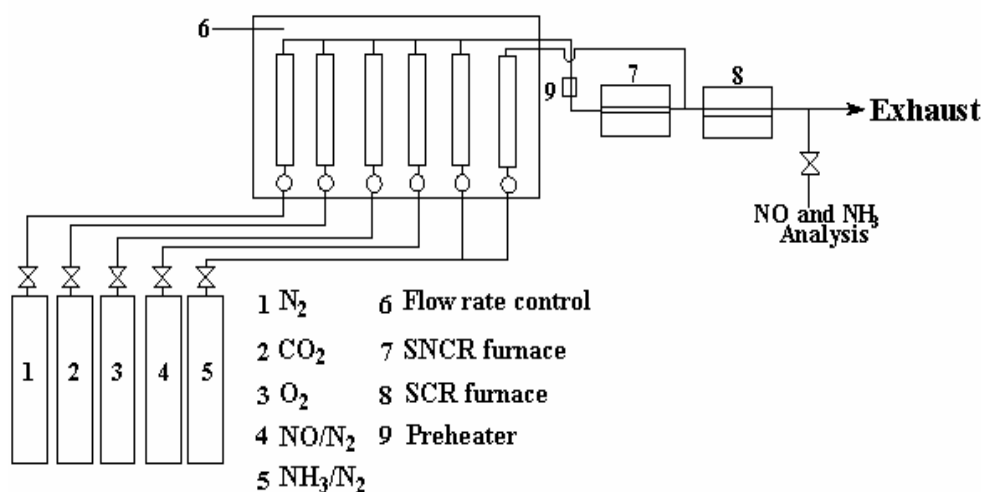 6
7
8
9
Exhaust
NO and NH3
Analysis
1 2 3 4 5
1 N2
2 CO2
3 O2
4 NO/N2
5 NH3/N2
6 Flow rate control
7 SNCR furnace
8 SCR furnace
9 Preheater